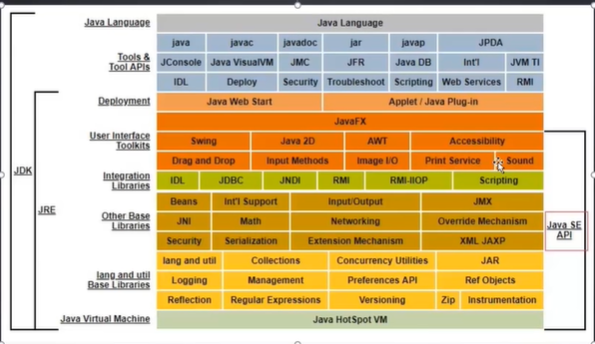 Java Language Java Language
java javac javadoc jar javap JPDA
Tools & Tool APIs
JConsole Java VisualVM JMC JFR Java DB Int'l JVM TI
IDL Deploy Security Troubleshoot Scripting Web Services RMI
Deployment Java Web Start Applet / Java Plug-in
JavaFX
User Interface Toolkits
Swing Java 2D AWT Accessibility
Drag and Drop Input Methods Image I/O Print Service Sound
Integration Libraries
IDL JDBC JNDI RMI RMI-IIOP Scripting
JDK
JRE
Beans Int'l Support Input/Output JMX
Other Base Libraries
JNI Math Networking Override Mechanism
Security Serialization Extension Mechanism XML JAXP
Java SE API
lang and util Collections Concurrency Utilities JAR
lang and util Base Libraries
Logging Management Preferences API Ref Objects
Reflection Regular Expressions Versioning Zip Instrumentation
Java Virtual Machine Java HotSpot VM